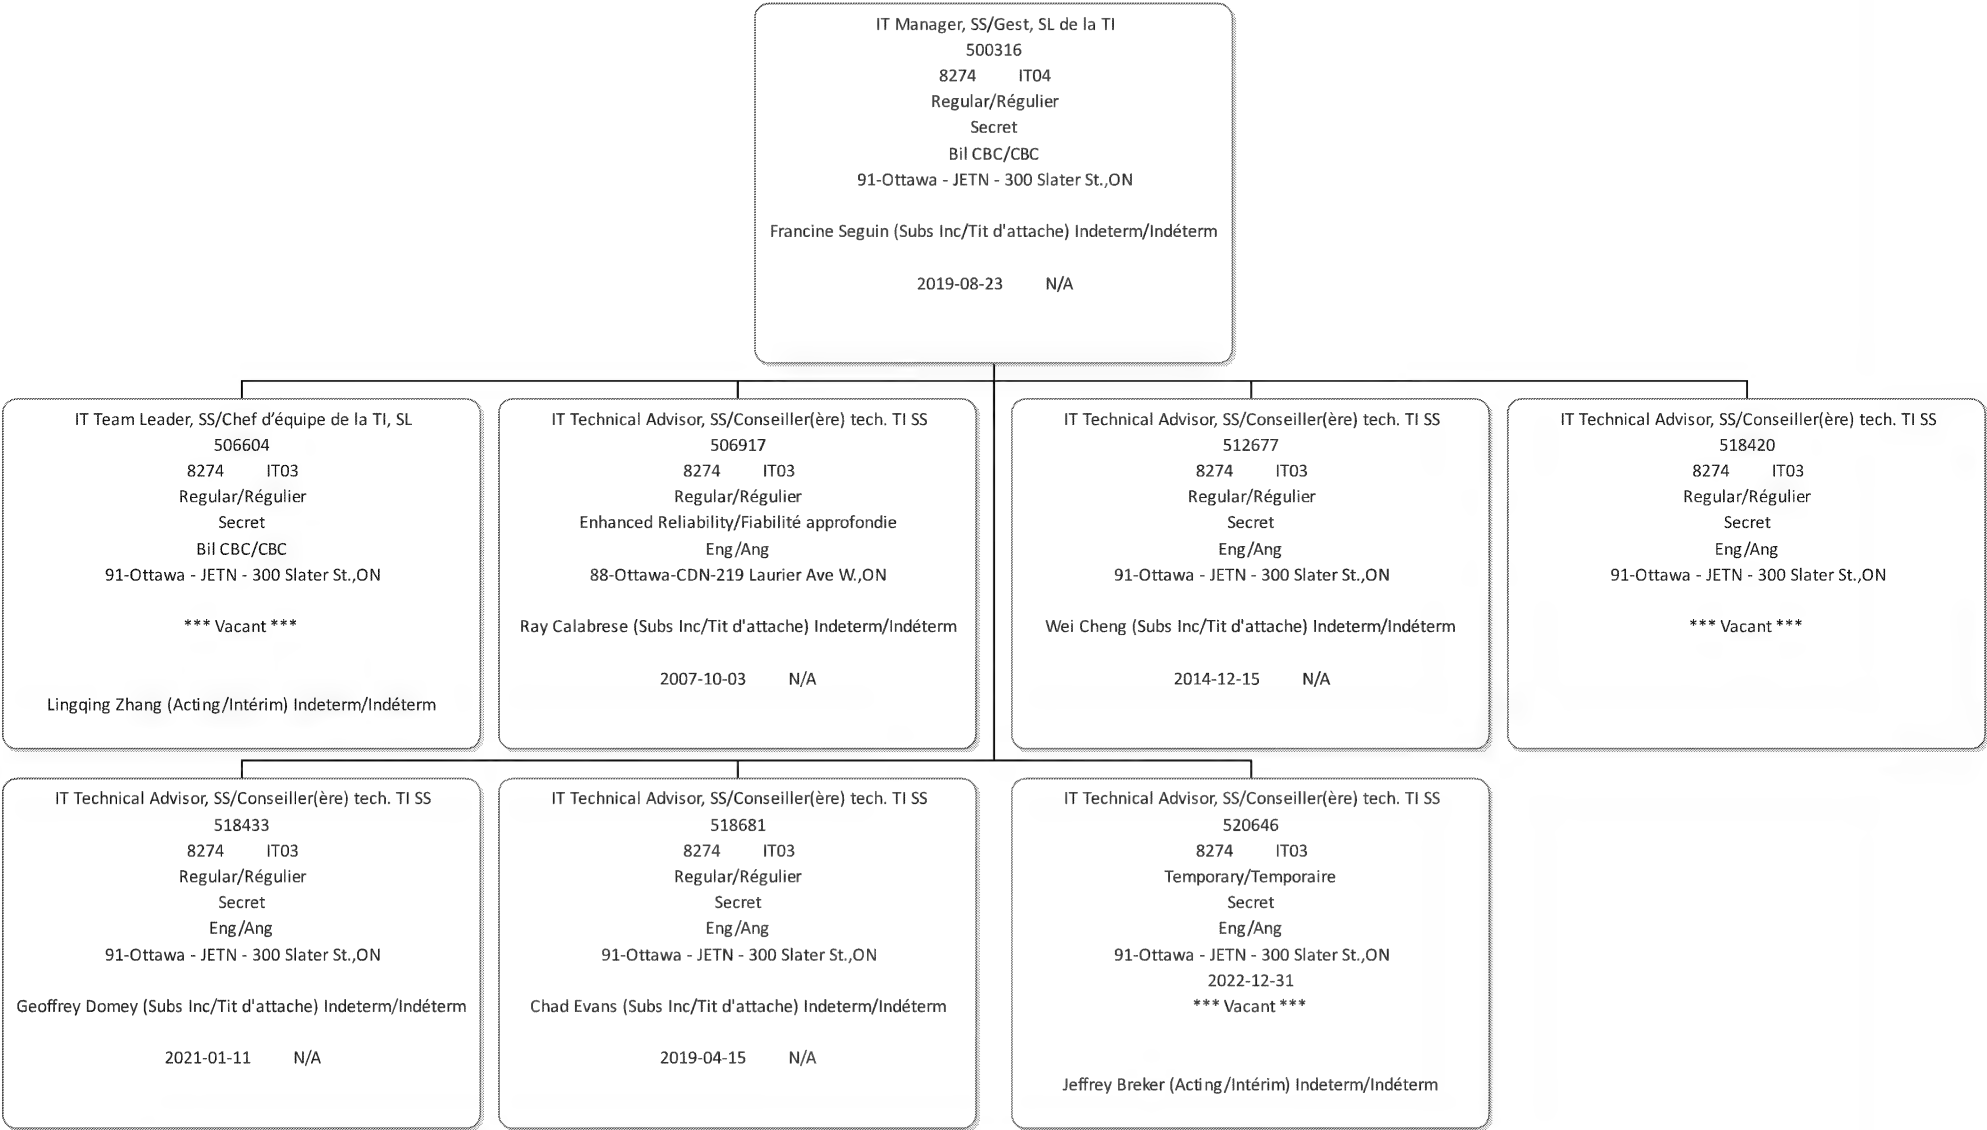 IT Manager, SS/Gest, SL de la TI
500316
8274 IT04
Regular/Régulier
Secret
Bil CBC/CBC
91-Ottawa - JETN - 300 Slater St.,ON
Francine Seguin (Subs Inc/Tit d'attache) Indeterm/Indéterm
2019-08-23 N/A
IT Team Leader, SS/Chef d’équipe de la TI, SL
506604
8274 IT03
Regular/Régulier
Secret
Bil CBC/CBC
91-Ottawa - JETN - 300 Slater St.,ON
*** Vacant ***
Lingqing Zhang (Acting/Intérim) Indeterm/Indéterm
IT Technical Advisor, SS/Conseiller(ère) tech. TI SS
506917
8274 IT03
Regular/Régulier
Enhanced Reliability/Fiabilité approfondie
Eng/Ang
88-Ottawa-CDN-219 Laurier Ave W.,ON
Ray Calabrese (Subs Inc/Tit d'attache) Indeterm/Indéterm
2007-10-03 N/A
IT Technical Advisor, SS/Conseiller(ère) tech. TI SS
512677
8274 IT03
Regular/Régulier
Secret
Eng/Ang
91-Ottawa - JETN - 300 Slater St.,ON
Wei Cheng (Subs Inc/Tit d'attache) Indeterm/Indéterm
2014-12-15 N/A
IT Technical Advisor, SS/Conseiller(ère) tech. TI SS
518420
8274 IT03
Regular/Régulier
Secret
Eng/Ang
91-Ottawa - JETN - 300 Slater St.,ON
*** Vacant ***
IT Technical Advisor, SS/Conseiller(ère) tech. TI SS
518433
8274 IT03
Regular/Régulier
Secret
Eng/Ang
91-Ottawa - JETN - 300 Slater St.,ON
Geoffrey Domey (Subs Inc/Tit d'attache) Indeterm/Indéterm
2021-01-11 N/A
IT Technical Advisor, SS/Conseiller(ère) tech. TI SS
518681
8274 IT03
Regular/Régulier
Secret
Eng/Ang
91-Ottawa - JETN - 300 Slater St.,ON
Chad Evans (Subs Inc/Tit d'attache) Indeterm/Indéterm
2019-04-15 N/A
IT Technical Advisor, SS/Conseiller(ère) tech. TI SS
520646
8274 IT03
Temporary/Temporaire
Secret
Eng/Ang
91-Ottawa - JETN - 300 Slater St.,ON
2022-12-31
*** Vacant ***
Jeffrey Breker (Acting/Intérim) Indeterm/Indéterm